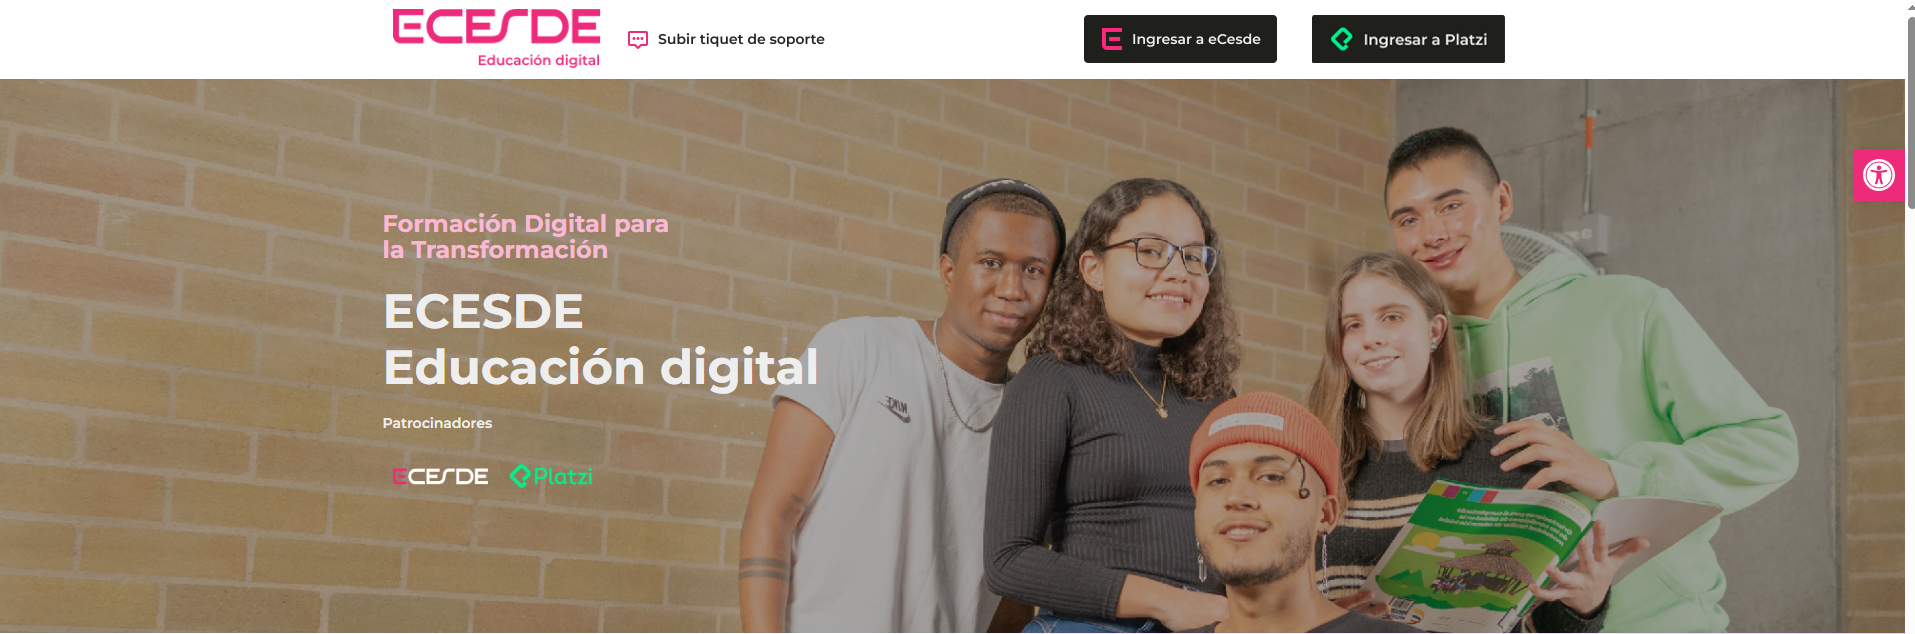 ECESDE
Educación digital
Subir tiquet de soporte
Ingresar a eCesde
Ingresar a Platzi
Formación Digital para
la Transformación
ECESDE
Educación digital
Patrocinadores
ECESDE
Platzi
NIKE